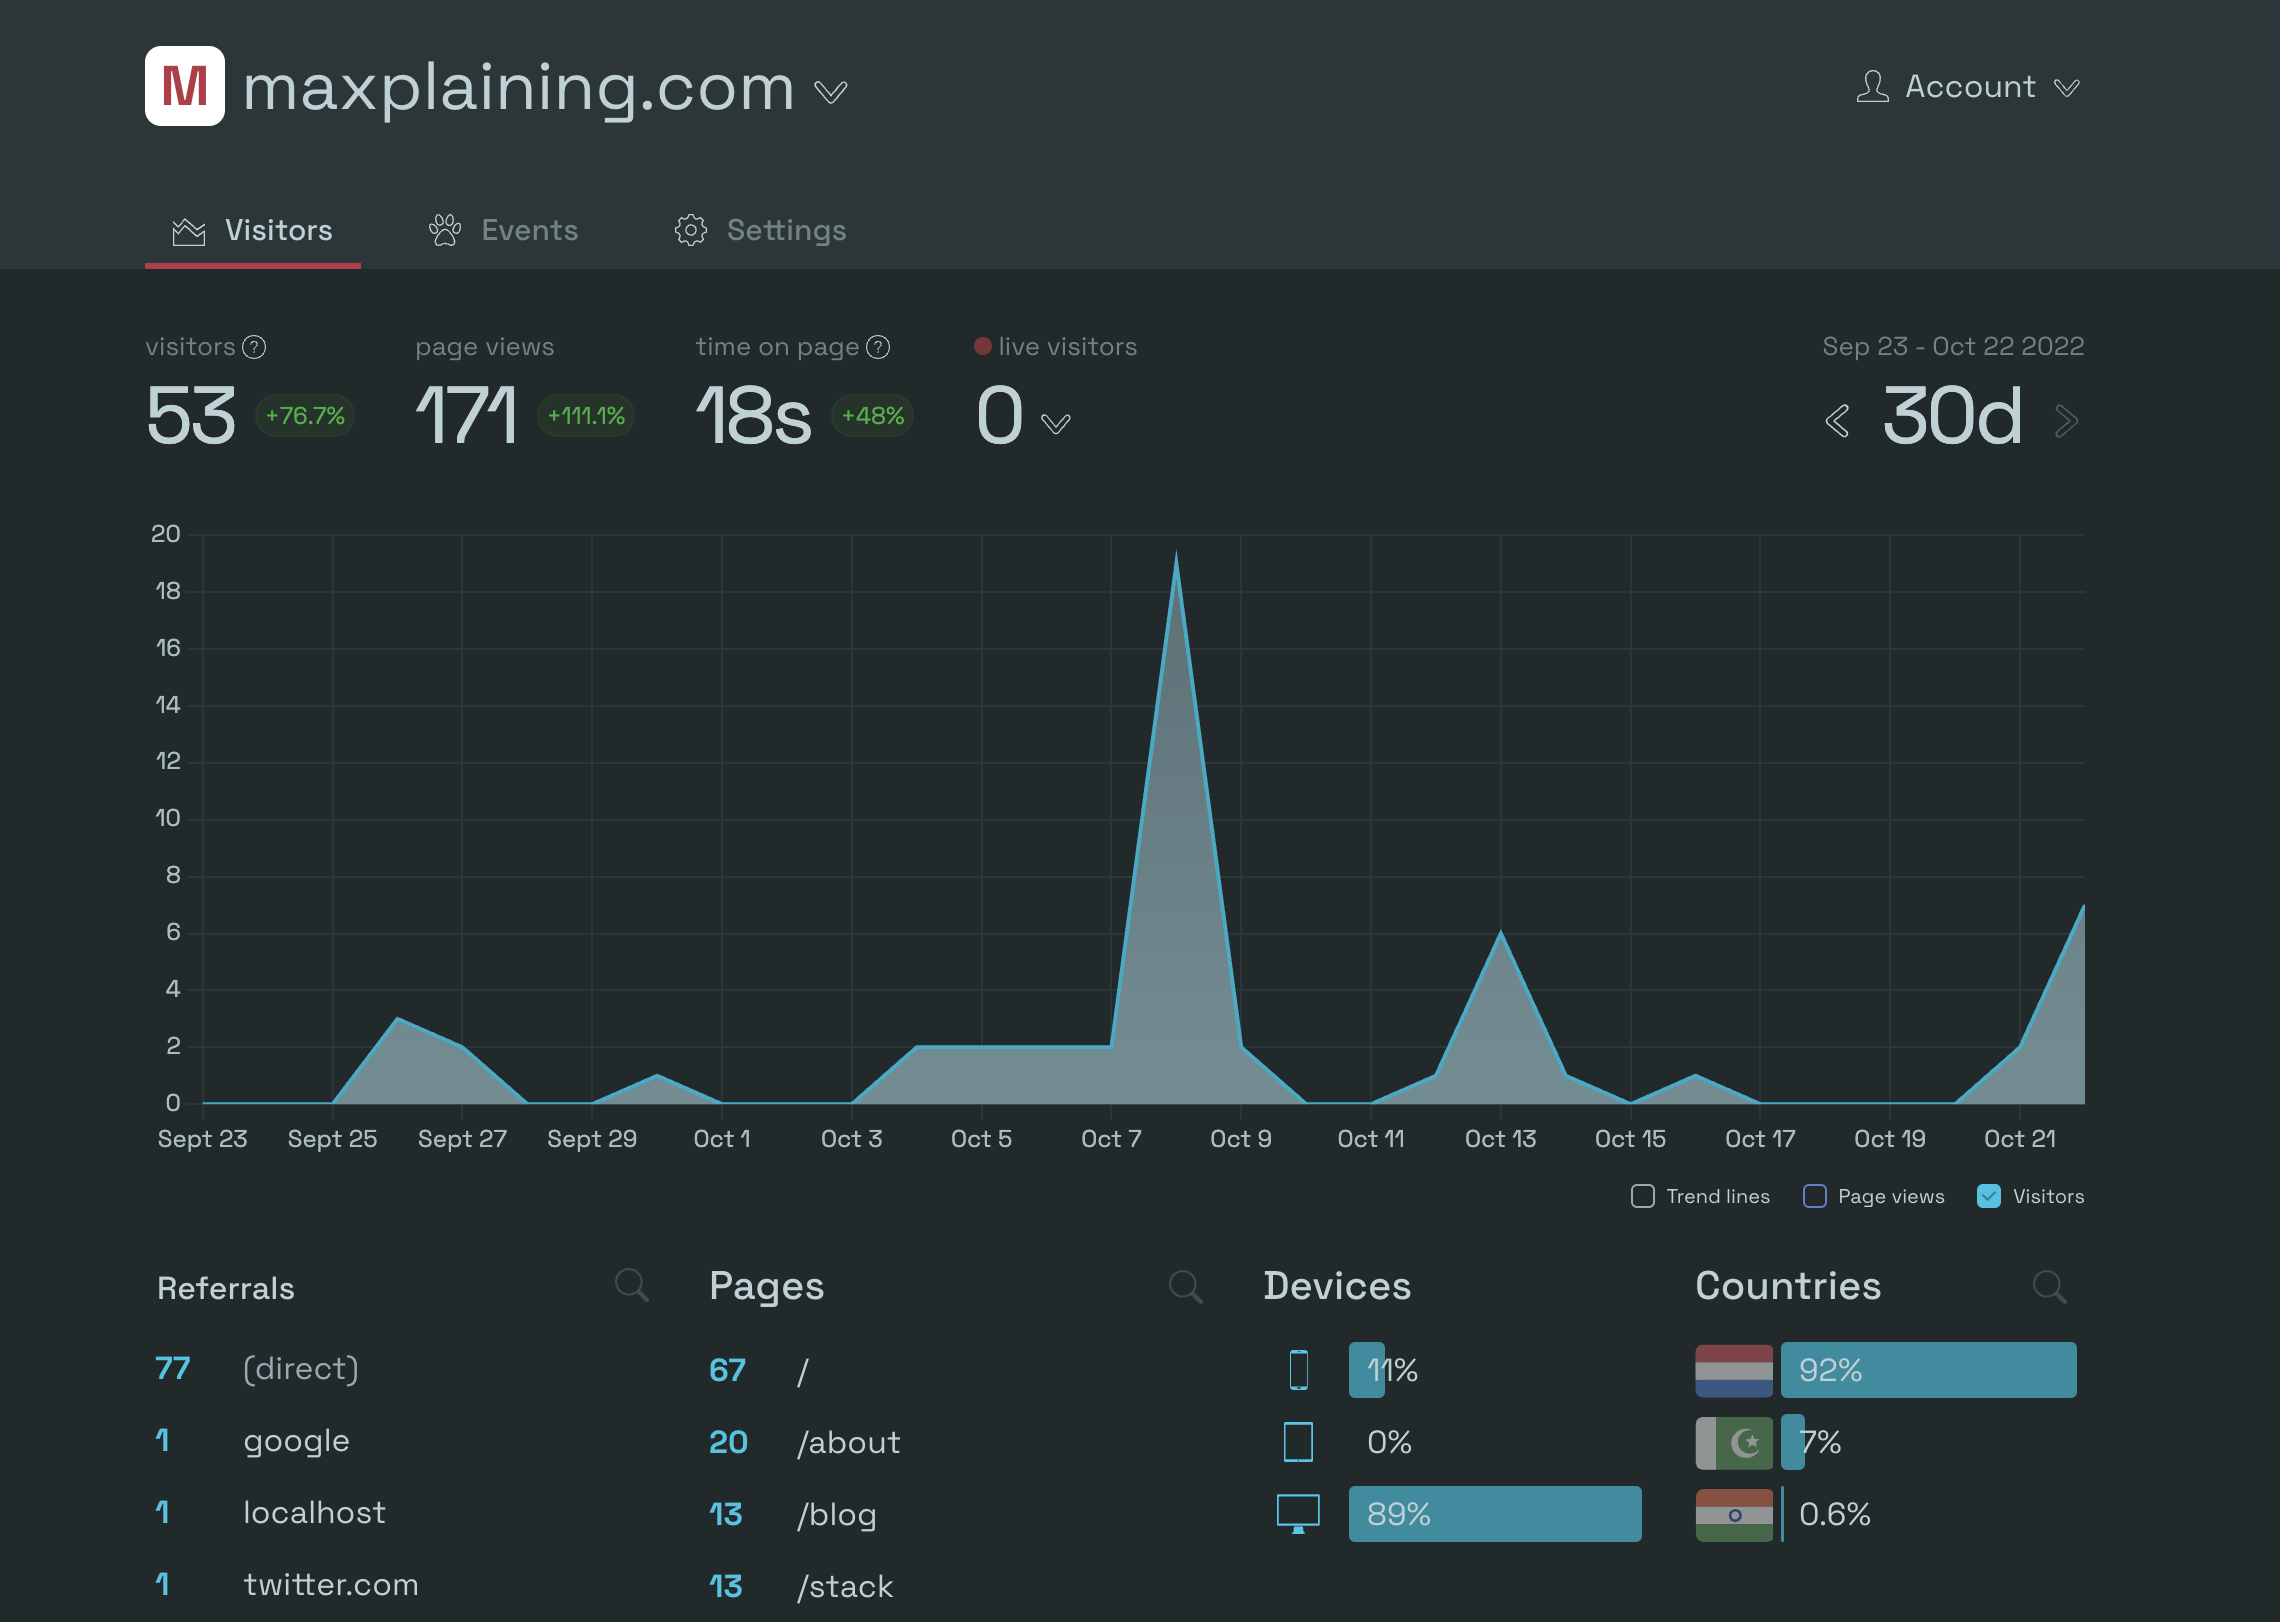 M maxplaining.com
Account
Visitors Events Settings
visitors ? page views time on page ? live visitors Sep 23 - Oct 22 2022
53 +76.7% 171 +111.1% 18s +48% 0 30d
20
18
16
14
12
10
8
6
4
2
0
Sept 23 Sept 25 Sept 27 Sept 29 Oct 1 Oct 3 Oct 5 Oct 7 Oct 9 Oct 11 Oct 13 Oct 15 Oct 17 Oct 19 Oct 21
Trend lines Page views Visitors
Referrals
77 (direct)
1 google
1 localhost
1 twitter.com
Pages
67 /
20 /about
13 /blog
13 /stack
Devices
11%
0%
89%
Countries
92%
7%
0.6%